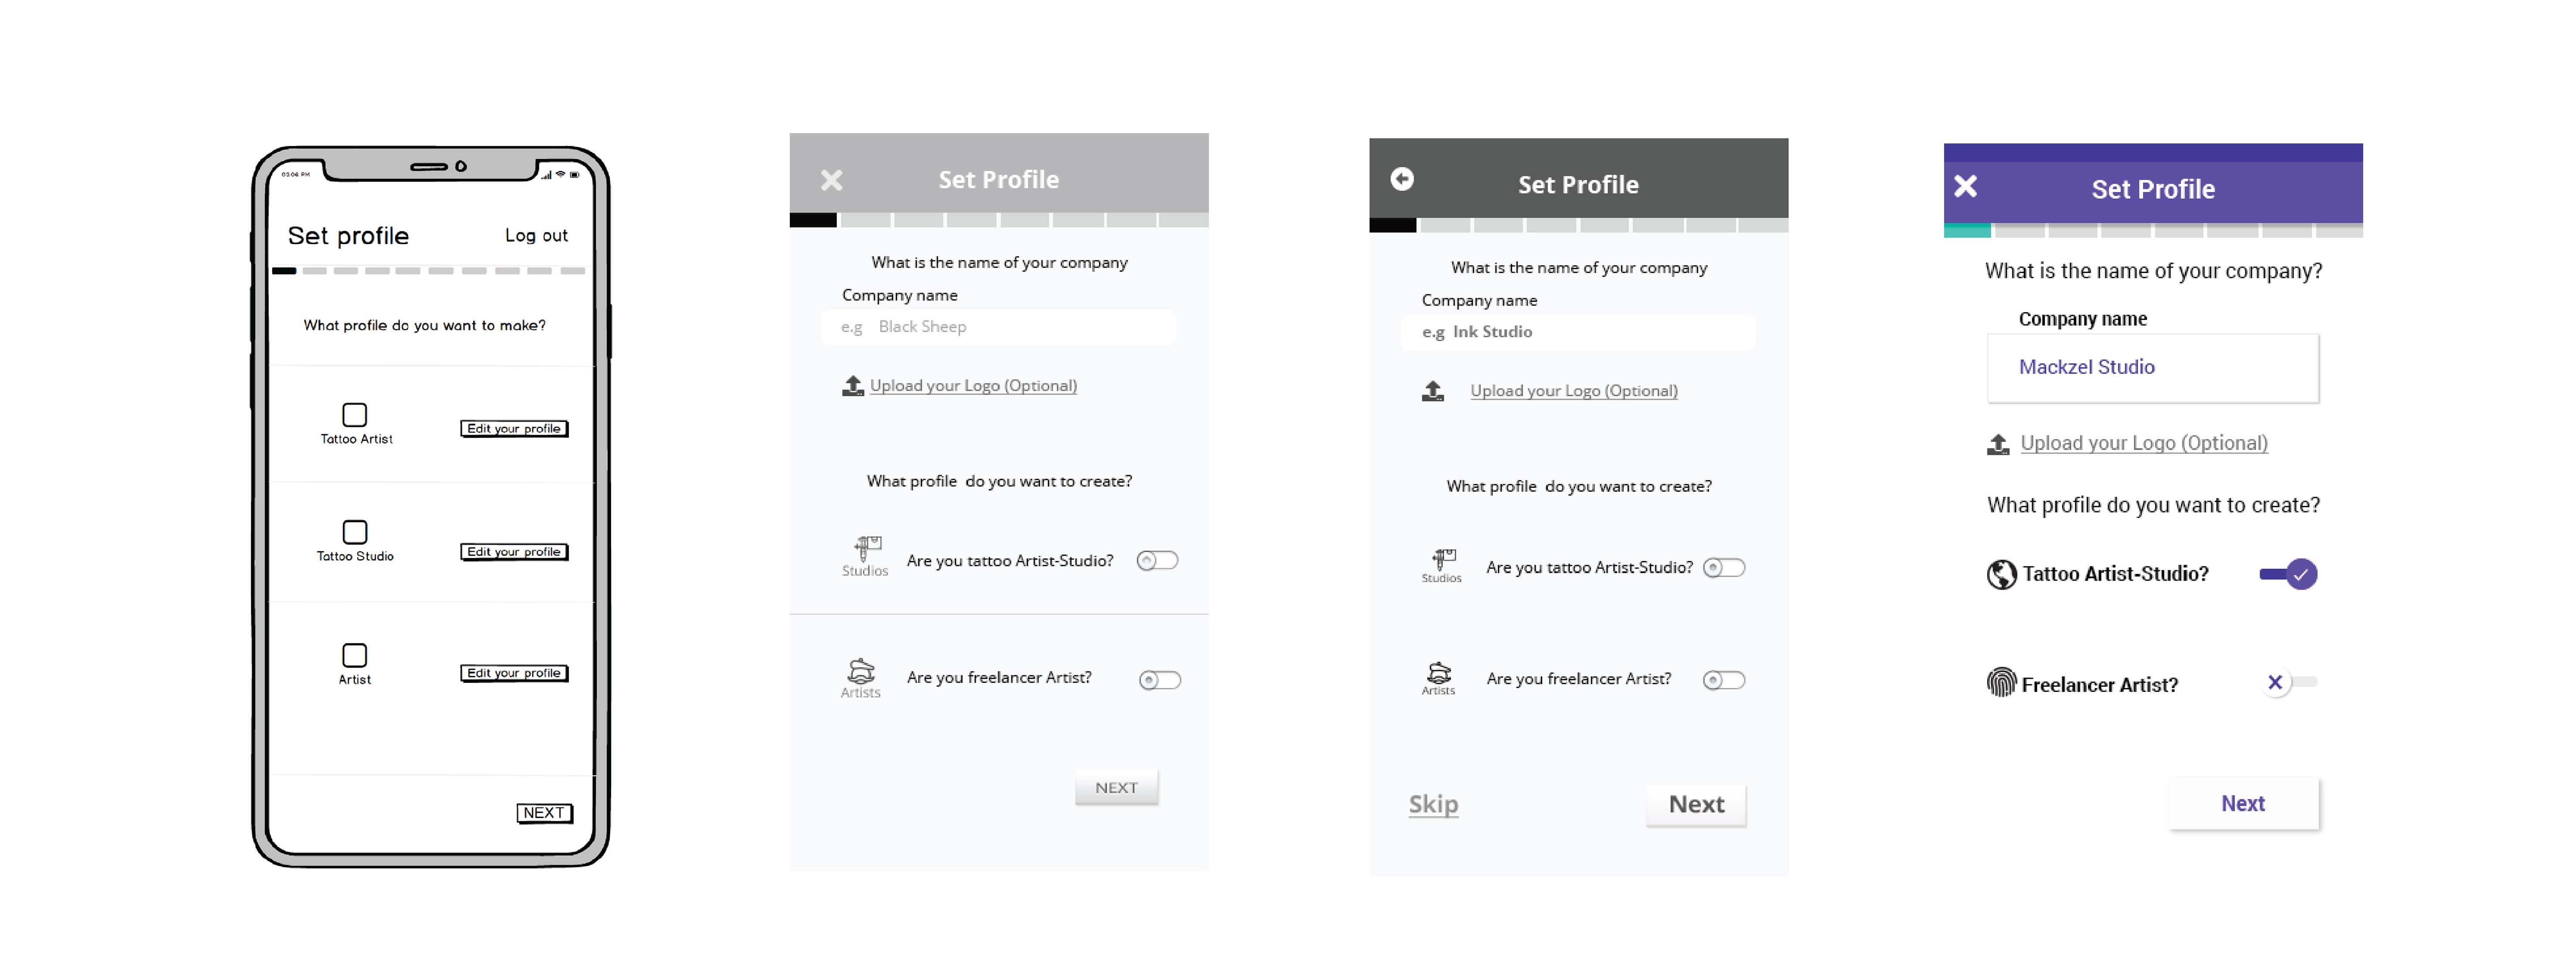 03:06 PM
Set profile
Log out
What profile do you want to make?
Tattoo Artist
Edit your profile
Tattoo Studio
Edit your profile
Artist
Edit your profile
NEXT
Set Profile
What is the name of your company
Company name
e.g Black Sheep
Upload your Logo (Optional)
What profile do you want to create?
Studios
Are you tattoo Artist-Studio?
Artists
Are you freelancer Artist?
NEXT
Set Profile
What is the name of your company
Company name
e.g Ink Studio
Upload your Logo (Optional)
What profile do you want to create?
Studios
Are you tattoo Artist-Studio?
Artists
Are you freelancer Artist?
Skip
Next
Set Profile
What is the name of your company?
Company name
Mackzel Studio
Upload your Logo (Optional)
What profile do you want to create?
Tattoo Artist-Studio?
Freelancer Artist?
Next